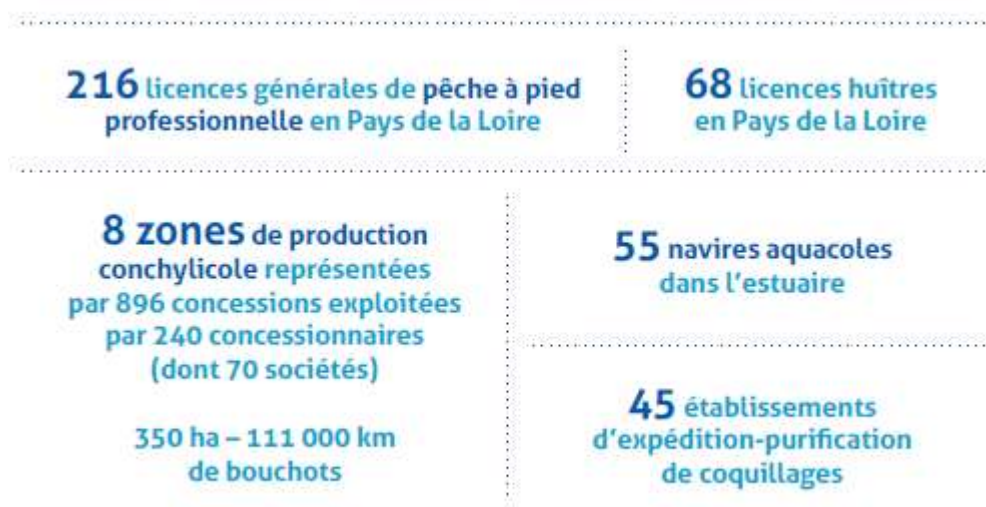 216 licences générales de pêche à pied
professionnelle en Pays de la Loire
68 licences huîtres
en Pays de la Loire
8 zones de production
conchylicole représentées
par 896 concessions exploitées
par 240 concessionnaires
(dont 70 sociétés)
350 ha – 111 000 km
de bouchots
55 navires aquacoles
dans l'estuaire
45 établissements
d'expédition-purification
de coquillages